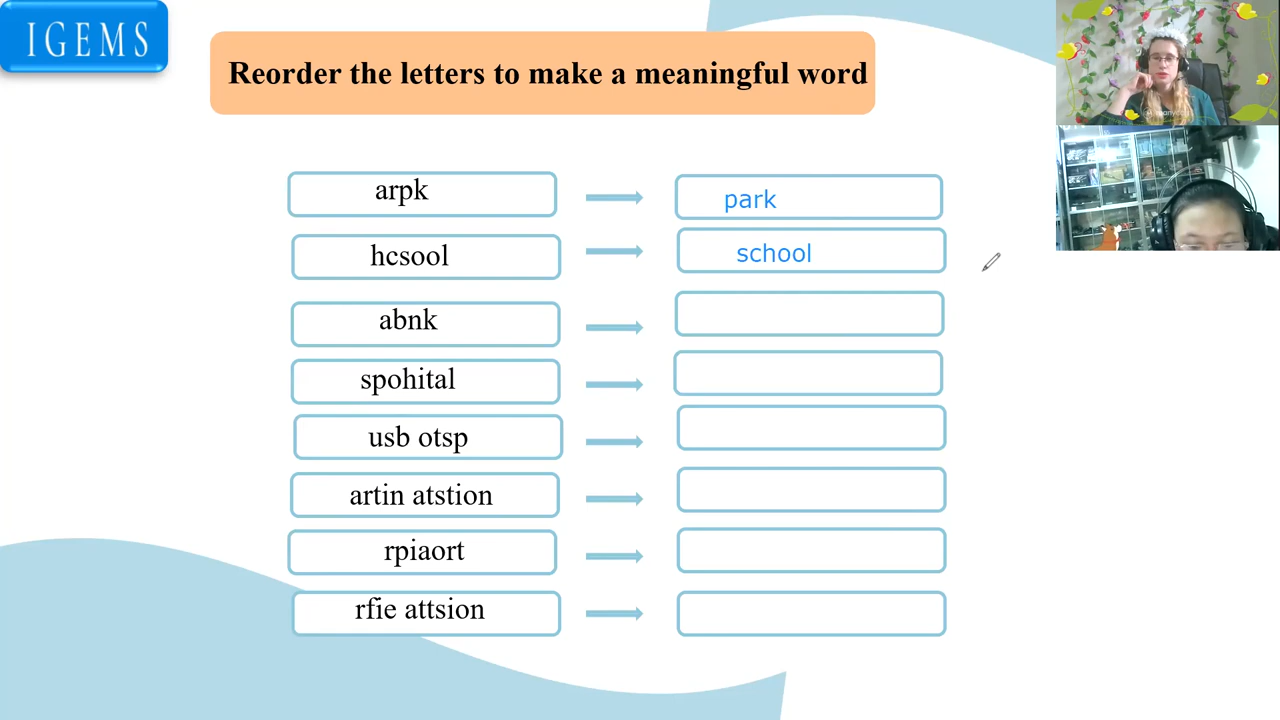 IGEMS
Reorder the letters to make a meaningful word
arpk
park
hcsool
school
abnk
spohital
usb otsp
artin atstion
rpiaort
rfie attsion